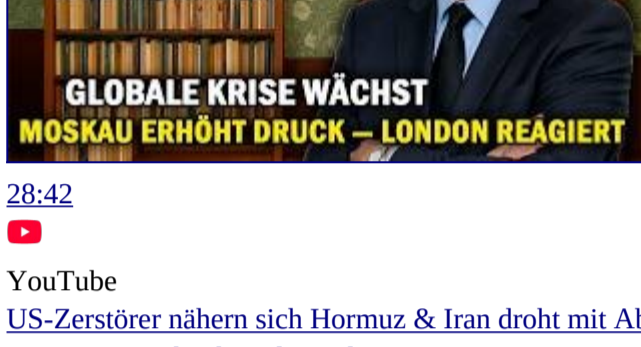 GLOBALE KRISE WÄCHST
MOSKAU ERHÖHT DRUCK – LONDON REAGIERT
28:42
YouTube
US-Zerstörer nähern sich Hormuz & Iran droht mit